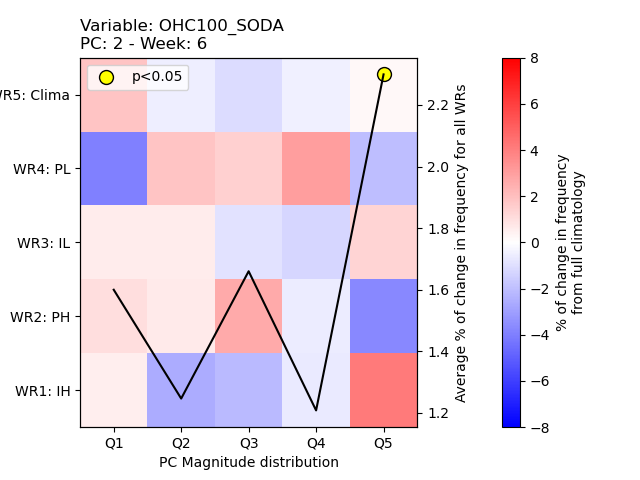 Variable: OHC100_SODA
PC: 2 - Week: 6
p<0.05
WR5: Clima
WR4: PL
WR3: IL
WR2: PH
WR1: IH
Q1 Q2 Q3 Q4 Q5
PC Magnitude distribution
2.2
2.0
1.8
1.6
1.4
1.2
Average % of change in frequency for all WRs
8
6
4
2
0
−2
−4
−6
−8
% of change in frequency
from full climatology